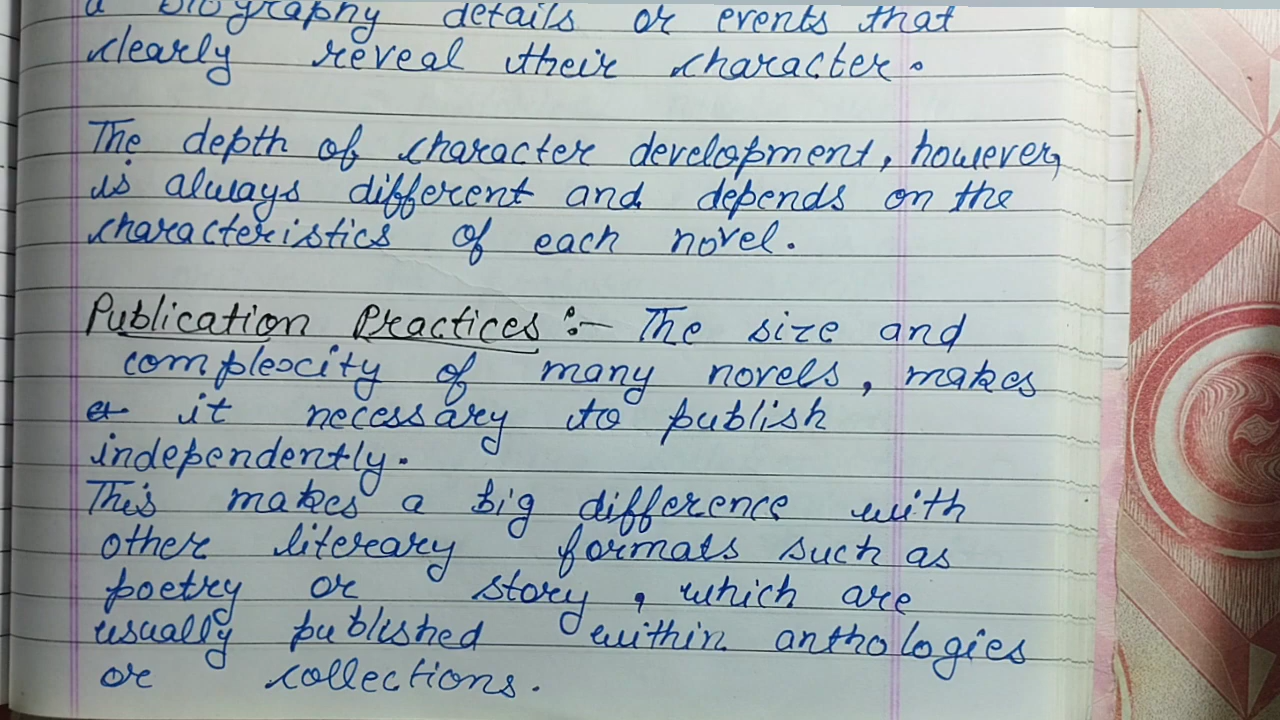 a biography details or events that
clearly reveal their character.
The depth of character development, however,
is always different and depends on the
characteristics of each novel.
Publication Practices :- The size and
complexity of many novels, makes
it necessary to publish
independently.
This makes a big difference with
other literary formats such as
poetry or story, which are
usually published within anthologies
or collections.